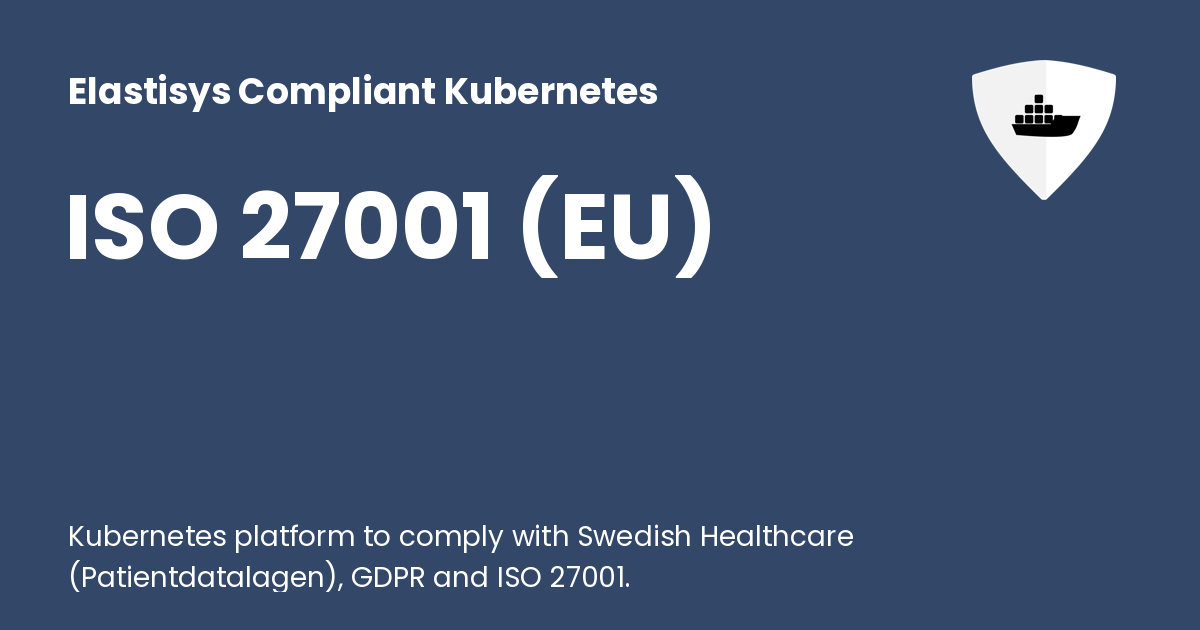 Elastisys Compliant Kubernetes
ISO 27001 (EU)
Kubernetes platform to comply with Swedish Healthcare
(Patientdatalagen), GDPR and ISO 27001.